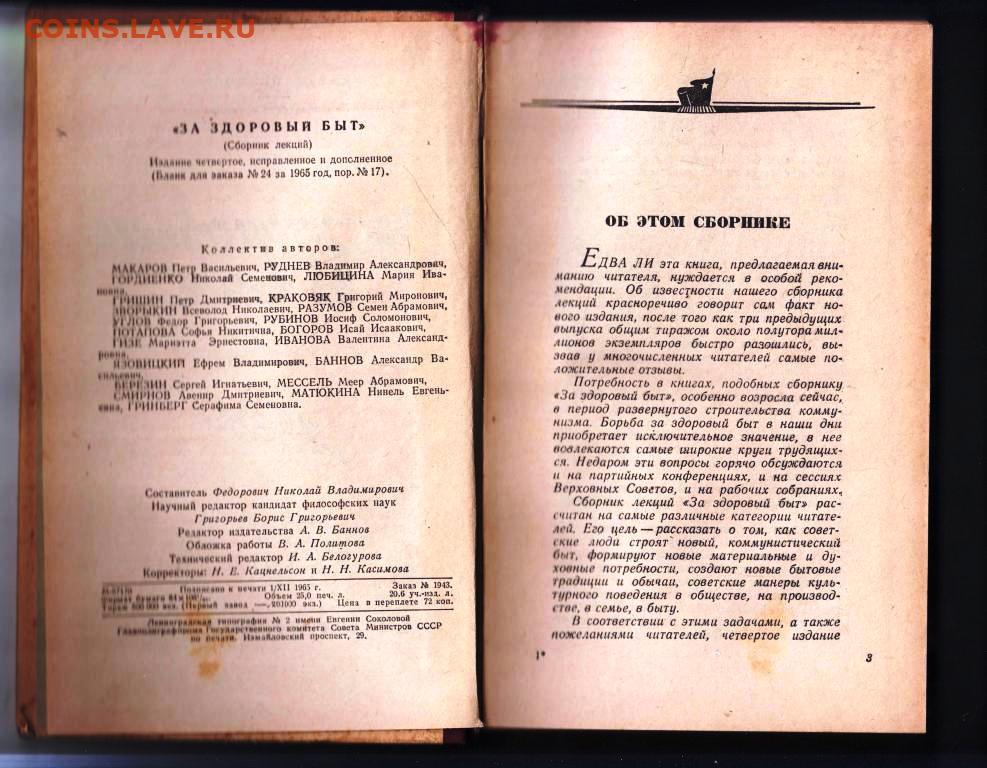 COINS.LAVE.RU
«ЗА ЗДОРОВЫЙ БЫТ»
(Сборник лекций)
Издание четвертое, исправленное и дополненное
(Бланк для заказа № 24 за 1965 год, пор. № 17).
Коллектив авторов:
МАКАРОВ Петр Васильевич, РУДНЕВ Владимир Александрович,
ГОРДИЕНКО Николай Семенович, ЛЮБИЦИНА Мария Ива-
новна,
ГРИШИН Петр Дмитриевич, КРАКОВЯК Григорий Миронович,
ЗВОРЫКИН Всеволод Николаевич, РАЗУМОВ Семен Абрамович,
УГЛОВ Федор Григорьевич, РУБИНОВ Иосиф Соломонович,
ПОТАПОВА Софья Никитична, БОГОРОВ Исай Исаакович,
ГИЗЕ Мариэтта Эрнестовна, ИВАНОВА Валентина Александ-
ровна,
ЯЗОВИЦКИЙ Ефрем Владимирович, БАННОВ Александр Ва-
сильевич,
БЕРЕЗИН Сергей Игнатьевич, МЕССЕЛЬ Меер Абрамович,
СМИРНОВ Авенир Дмитриевич, МАТЮКИНА Нинель Евгень-
евна, ГРИНБЕРГ Серафима Семеновна.
Составитель Федорович Николай Владимирович
Научный редактор кандидат философских наук
Григорьев Борис Григорьевич
Редактор издательства А. В. Баннов
Обложка работы В. А. Политова
Технический редактор И. А. Белогурова
Корректоры: Н. Е. Кацнельсон и Н. Н. Касимова
Подписано к печати 1/XII 1965 г. Заказ № 1943.
Формат бумаги Объем 25,0 печ. л. 20.6 уч.-изд. л.
Тираж экз. (Первый завод экз.) Цена в переплете 72 коп.
Ленинградская типография № 2 имени Евгении Соколовой
Главполиграфпрома Государственного комитета Совета Министров СССР
по печати. Измайловский проспект, 29.
ОБ ЭТОМ СБОРНИКЕ
ЕДВА ЛИ эта книга, предлагаемая вни-
манию читателя, нуждается в особой реко-
мендации. Об известности нашего сборника
лекций красноречиво говорит сам факт но-
вого издания, после того как три предыдущих
выпуска общим тиражом около полутора мил-
лионов экземпляров быстро разошлись, вы-
звав у многочисленных читателей самые по-
ложительные отзывы.
Потребность в книгах, подобных сборнику
«За здоровый быт», особенно возросла сейчас,
в период развернутого строительства комму-
низма. Борьба за здоровый быт в наши дни
приобретает исключительное значение, в нее
вовлекаются самые широкие круги трудящих-
ся. Недаром эти вопросы горячо обсуждаются
и на партийных конференциях, и на сессиях
Верховных Советов, и на рабочих собраниях.
Сборник лекций «За здоровый быт» рас-
считан на самые различные категории читате-
лей. Его цель — рассказать о том, как совет-
ские люди строят новый, коммунистический
быт, формируют новые материальные и ду-
ховные потребности, создают новые бытовые
традиции и обычаи, советские манеры куль-
турного поведения в обществе, на производ-
стве, в семье, в быту.
В соответствии с этими задачами, а также
пожеланиями читателей, четвертое издание
1*
3